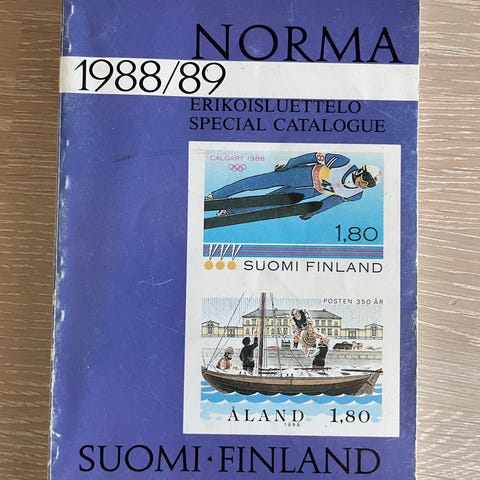 NORMA
1988/89
ERIKOISLUETTELO
SPECIAL CATALOGUE
CALGARY 1988
1,80
SUOMI FINLAND
POSTEN 350 ÅR
ÅLAND 1,80
1988
SUOMI · FINLAND